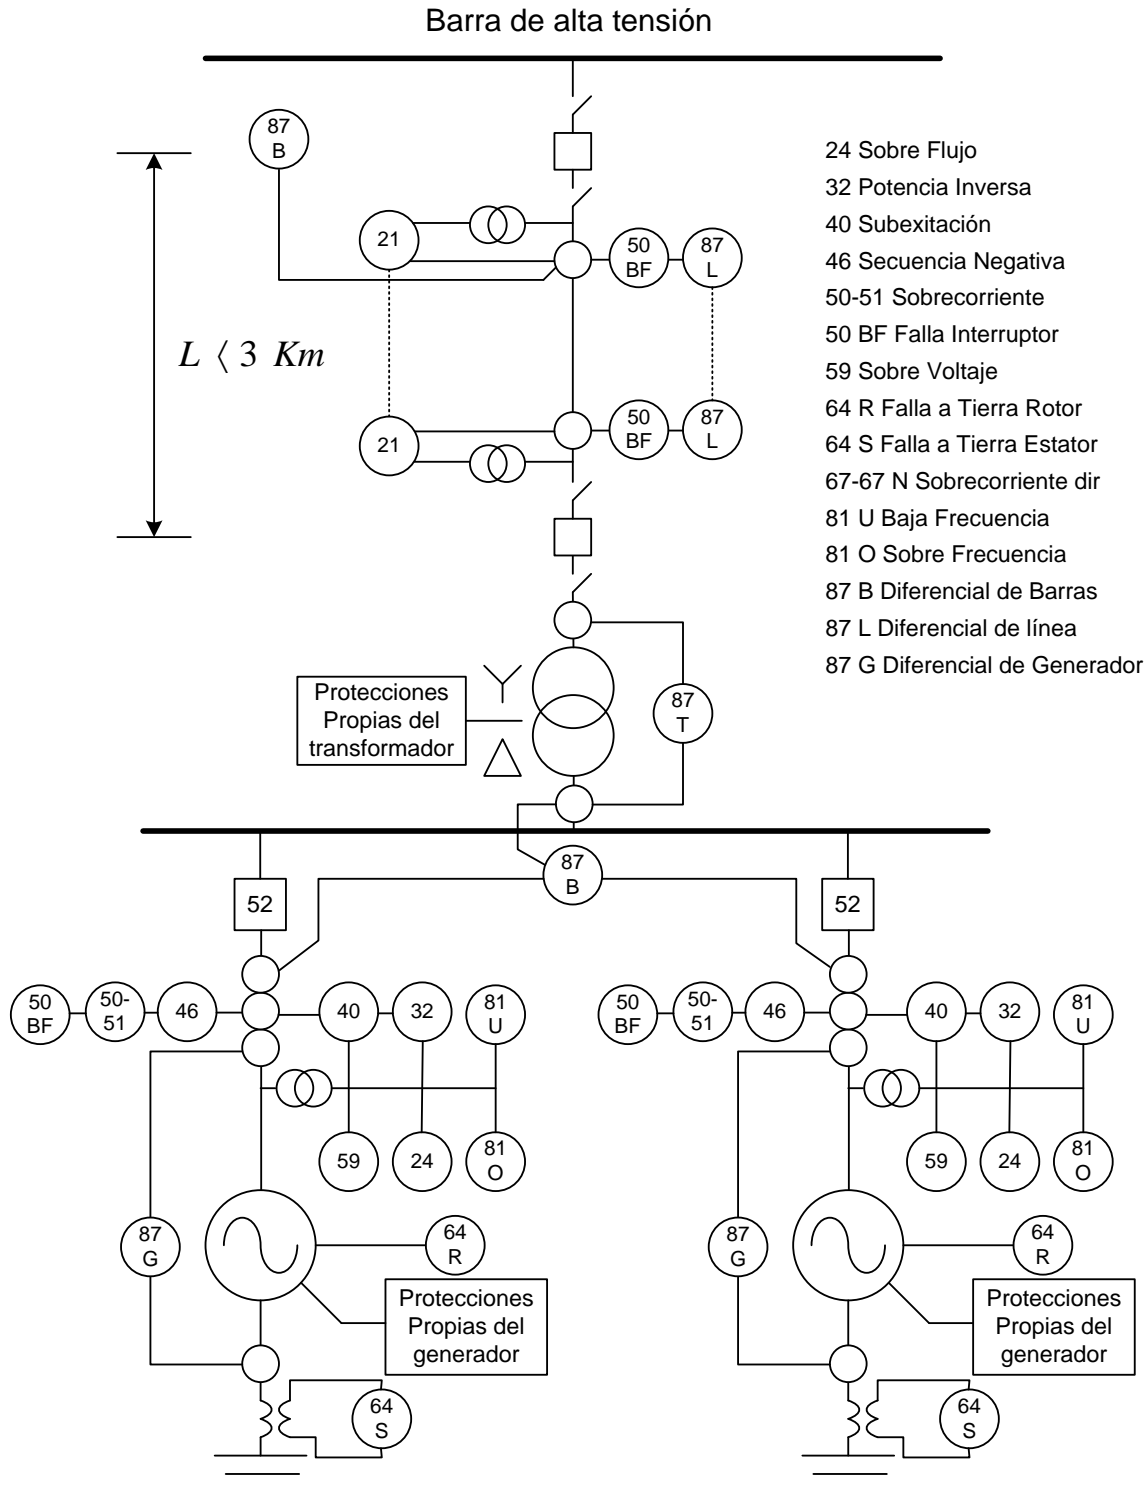 Barra de alta tensión
87
B
21
50
BF
87
L
L 〈 3 Km
21
50
BF
87
L
24 Sobre Flujo
32 Potencia Inversa
40 Subexitación
46 Secuencia Negativa
50-51 Sobrecorriente
50 BF Falla Interruptor
59 Sobre Voltaje
64 R Falla a Tierra Rotor
64 S Falla a Tierra Estator
67-67 N Sobrecorriente dir
81 U Baja Frecuencia
81 O Sobre Frecuencia
87 B Diferencial de Barras
87 L Diferencial de línea
87 G Diferencial de Generador
Protecciones
Propias del
transformador
87
T
87
B
52
52
50
BF
50-
51
46
40
32
81
U
59
24
81
O
87
G
64
R
Protecciones
Propias del
generador
64
S
50
BF
50-
51
46
40
32
81
U
59
24
81
O
87
G
64
R
Protecciones
Propias del
generador
64
S